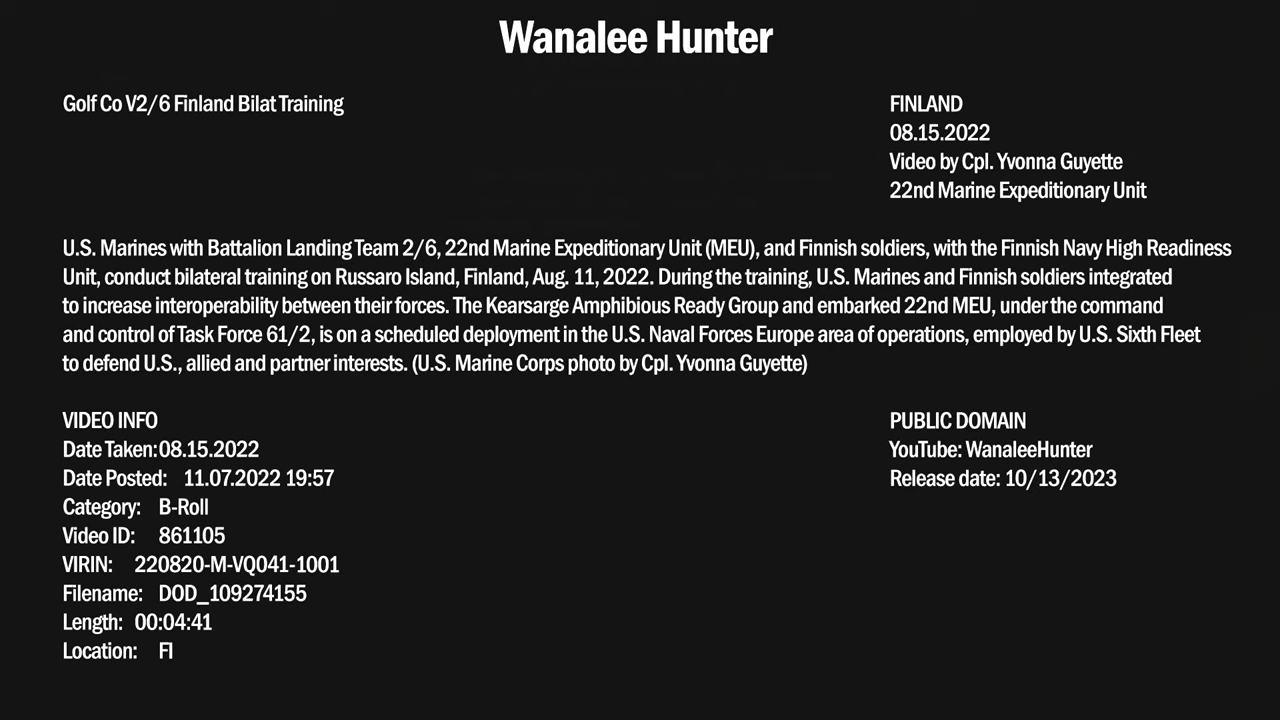 Wanalee Hunter
Golf Co V2/6 Finland Bilat Training
FINLAND
08.15.2022
Video by Cpl. Yvonna Guyette
22nd Marine Expeditionary Unit
U.S. Marines with Battalion Landing Team 2/6, 22nd Marine Expeditionary Unit (MEU), and Finnish soldiers, with the Finnish Navy High Readiness
Unit, conduct bilateral training on Russaro Island, Finland, Aug. 11, 2022. During the training, U.S. Marines and Finnish soldiers integrated
to increase interoperability between their forces. The Kearsarge Amphibious Ready Group and embarked 22nd MEU, under the command
and control of Task Force 61/2, is on a scheduled deployment in the U.S. Naval Forces Europe area of operations, employed by U.S. Sixth Fleet
to defend U.S., allied and partner interests. (U.S. Marine Corps photo by Cpl. Yvonna Guyette)
VIDEO INFO
Date Taken:08.15.2022
Date Posted: 11.07.2022 19:57
Category: B-Roll
Video ID: 861105
VIRIN: 220820-M-VQ041-1001
Filename: DOD_109274155
Length: 00:04:41
Location: FI
PUBLIC DOMAIN
YouTube: WanaleeHunter
Release date: 10/13/2023